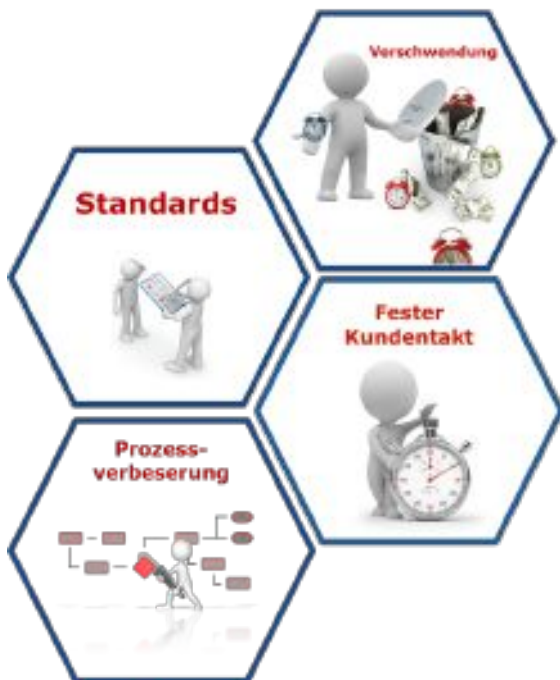 Verschwendung
Standards
Fester
Kundentakt
Prozess-
verbeserung